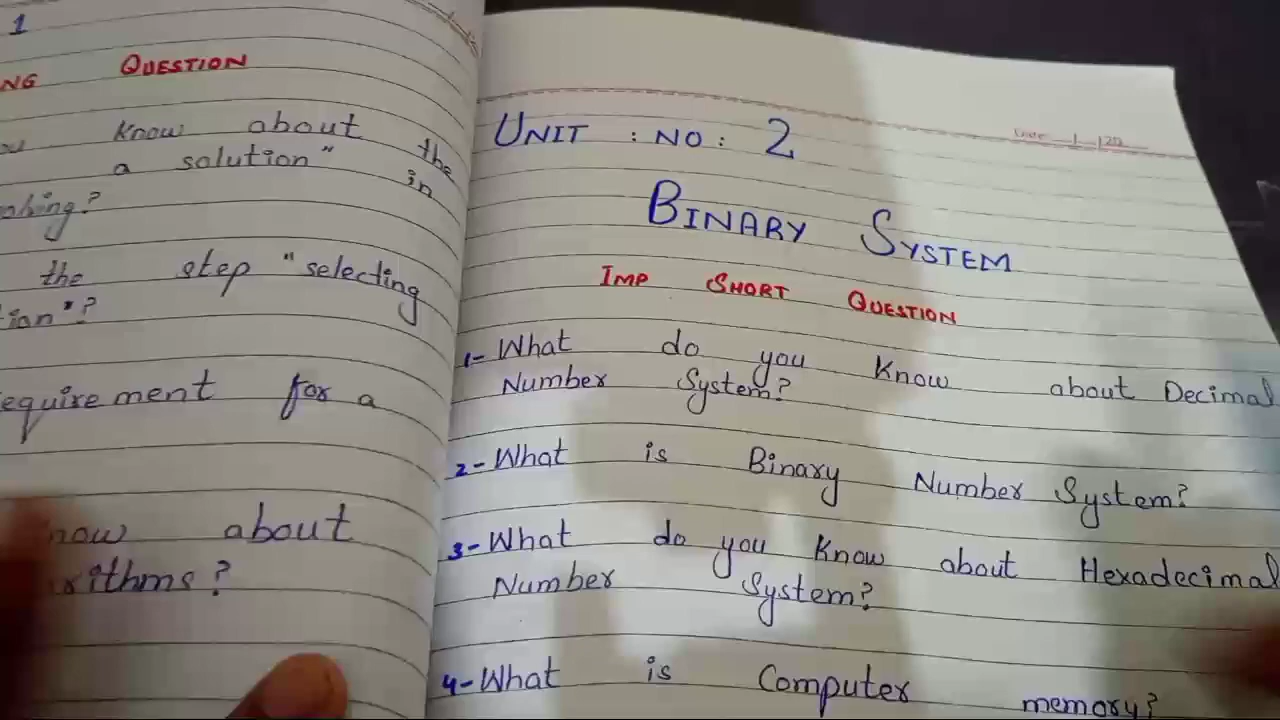 1
QUESTION
Know about the
a solution" in
the step "selecting
for a
about
UNIT : NO : 2
BINARY SYSTEM
IMP SHORT QUESTION
1- What do you Know about Decimal
Number System?
2- What is Binary Number System?
3- What do you Know about Hexadecimal
Number System?
4- What is Computer memory?